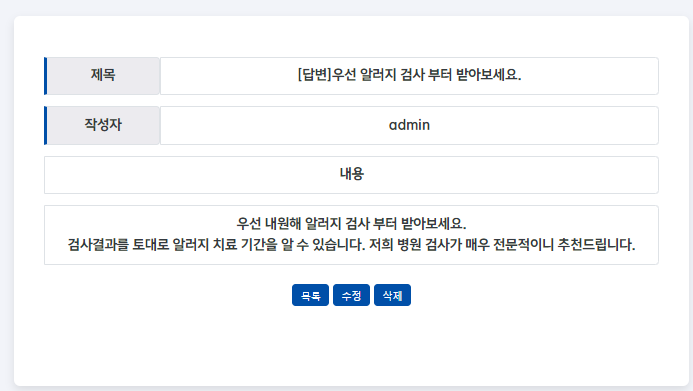 제목
[답변]우선 알러지 검사 부터 받아보세요.
작성자
admin
내용
우선 내원해 알러지 검사 부터 받아보세요.
검사결과를 토대로 알러지 치료 기간을 알 수 있습니다. 저희 병원 검사가 매우 전문적이니 추천드립니다.
목록 수정 삭제